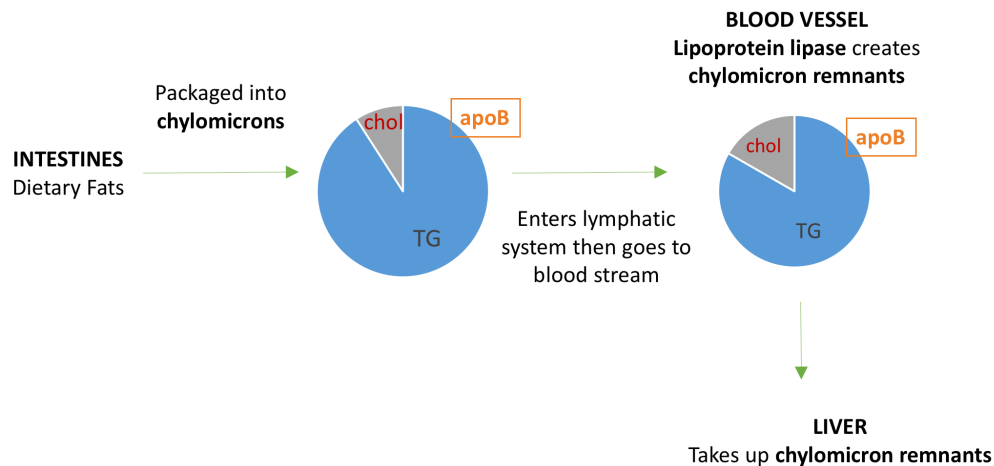 INTESTINES
Dietary Fats
Packaged into
chylomicrons
chol
apoB
TG
Enters lymphatic
system then goes to
blood stream
BLOOD VESSEL
Lipoprotein lipase creates
chylomicron remnants
chol
apoB
TG
LIVER
Takes up chylomicron remnants